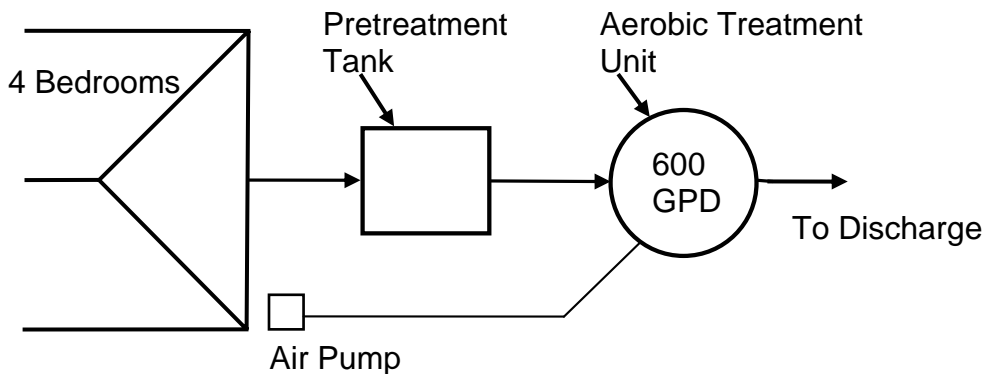 Pretreatment
Tank
Aerobic Treatment
Unit
4 Bedrooms
600
GPD
To Discharge
Air Pump